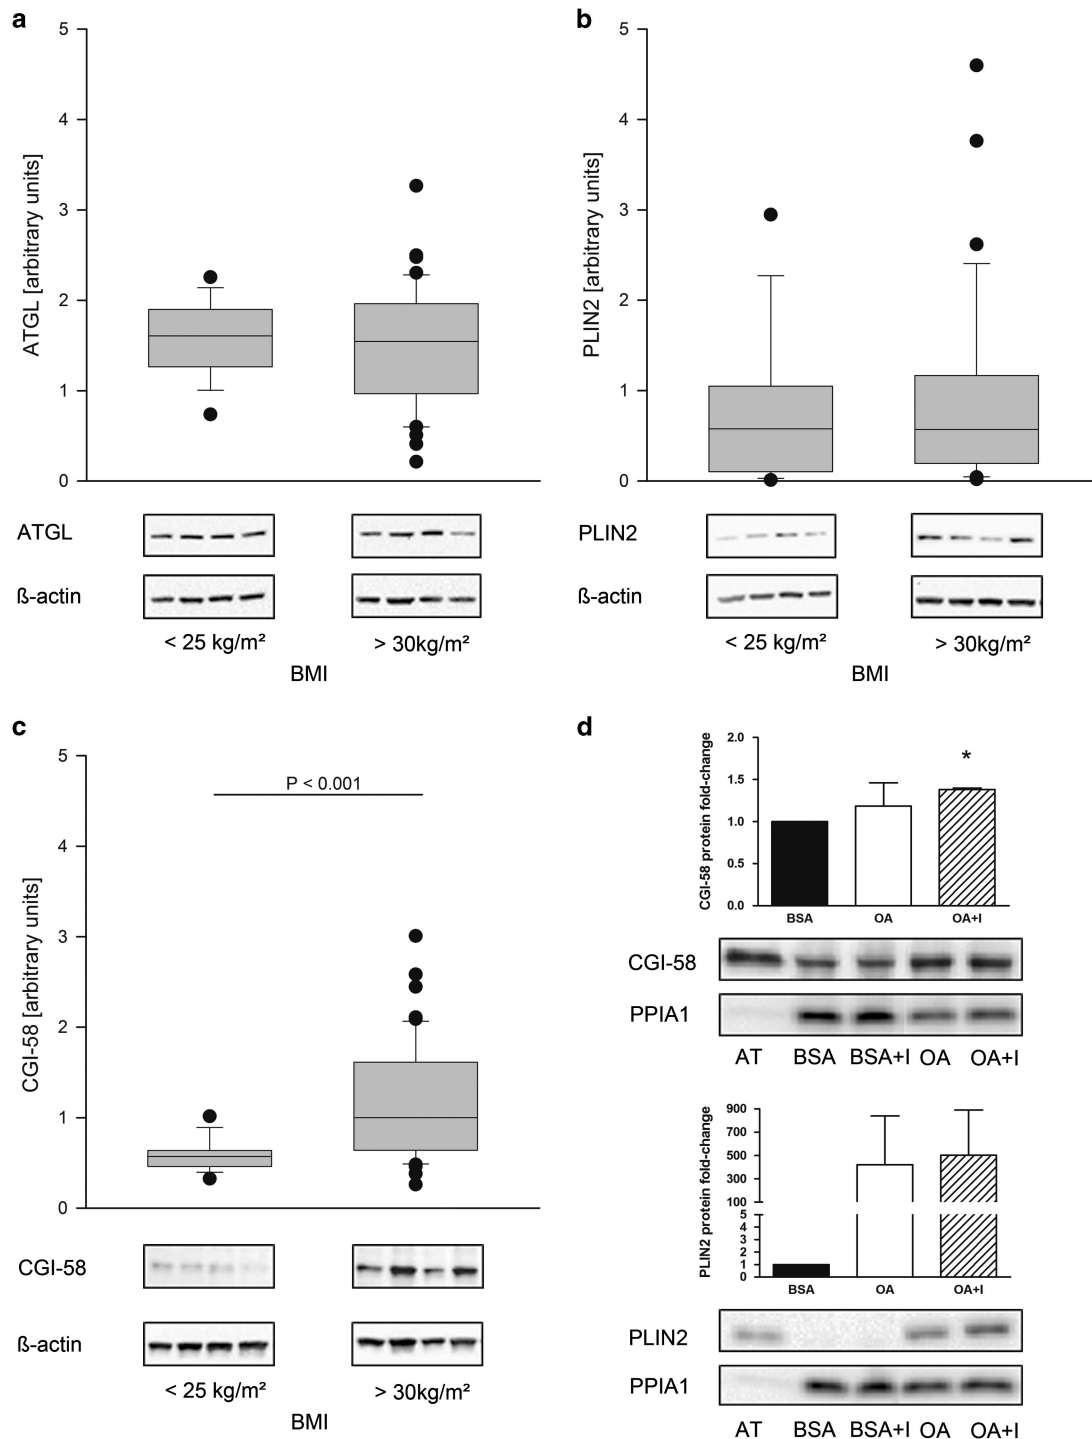 a
5
4
3
2
1
0
ATGL [arbitrary units]
ATGL
ß-actin
< 25 kg/m² > 30kg/m²
BMI
b
5
4
3
2
1
0
PLIN2 [arbitrary units]
PLIN2
ß-actin
< 25 kg/m² > 30kg/m²
BMI
c
5
4
3
2
1
0
CGI-58 [arbitrary units]
P < 0.001
CGI-58
ß-actin
< 25 kg/m² > 30kg/m²
BMI
d
2.0
1.5
1.0
0.5
0.0
CGI-58 protein fold-change
*
BSA OA OA+I
CGI-58
PPIA1
AT BSA BSA+I OA OA+I
900
700
500
300
100
5
4
3
2
1
0
PLIN2 protein fold-change
BSA OA OA+I
PLIN2
PPIA1
AT BSA BSA+I OA OA+I